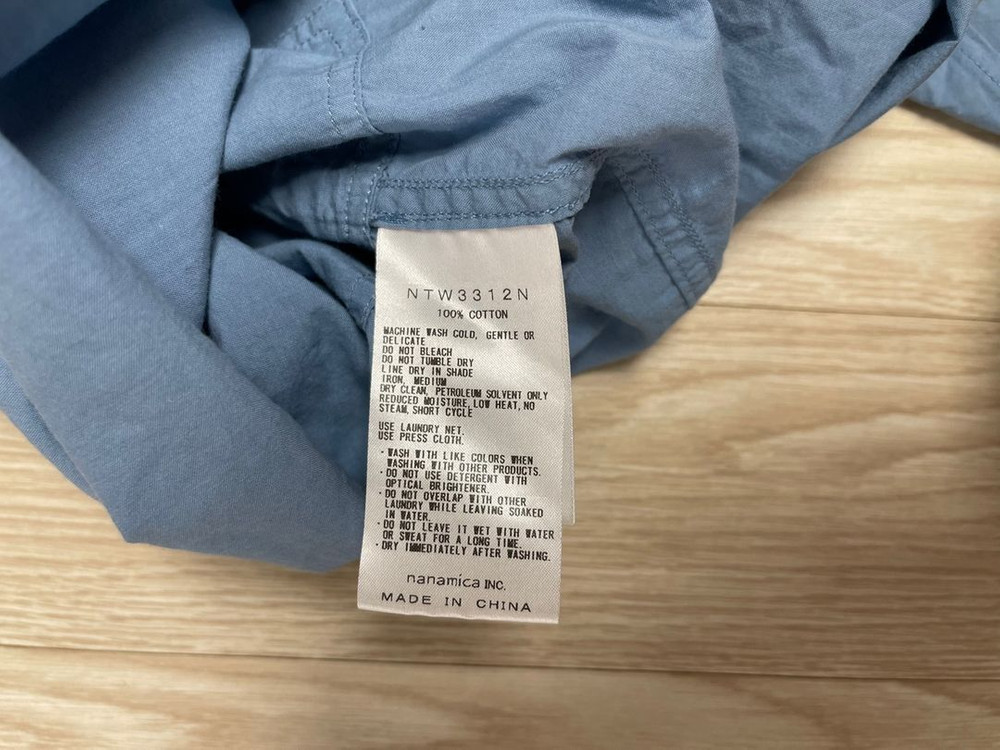 NTW3312N
100% COTTON
MACHINE WASH COLD, GENTLE OR
DELICATE
DO NOT BLEACH
DO NOT TUMBLE DRY
LINE DRY IN SHADE
IRON, MEDIUM
DRY CLEAN, PETROLEUM SOLVENT ONLY
REDUCED MOISTURE, LOW HEAT, NO
STEAM, SHORT CYCLE
USE LAUNDRY NET.
USE PRESS CLOTH.
・WASH WITH LIKE COLORS WHEN
WASHING WITH OTHER PRODUCTS.
・DO NOT USE DETERGENT WITH
OPTICAL BRIGHTENER.
・DO NOT OVERLAP WITH OTHER
LAUNDRY WHILE LEAVING SOAKED
IN WATER.
・DO NOT LEAVE IT WET WITH WATER
OR SWEAT FOR A LONG TIME.
・DRY IMMEDIATELY AFTER WASHING.
nanamica INC.
MADE IN CHINA